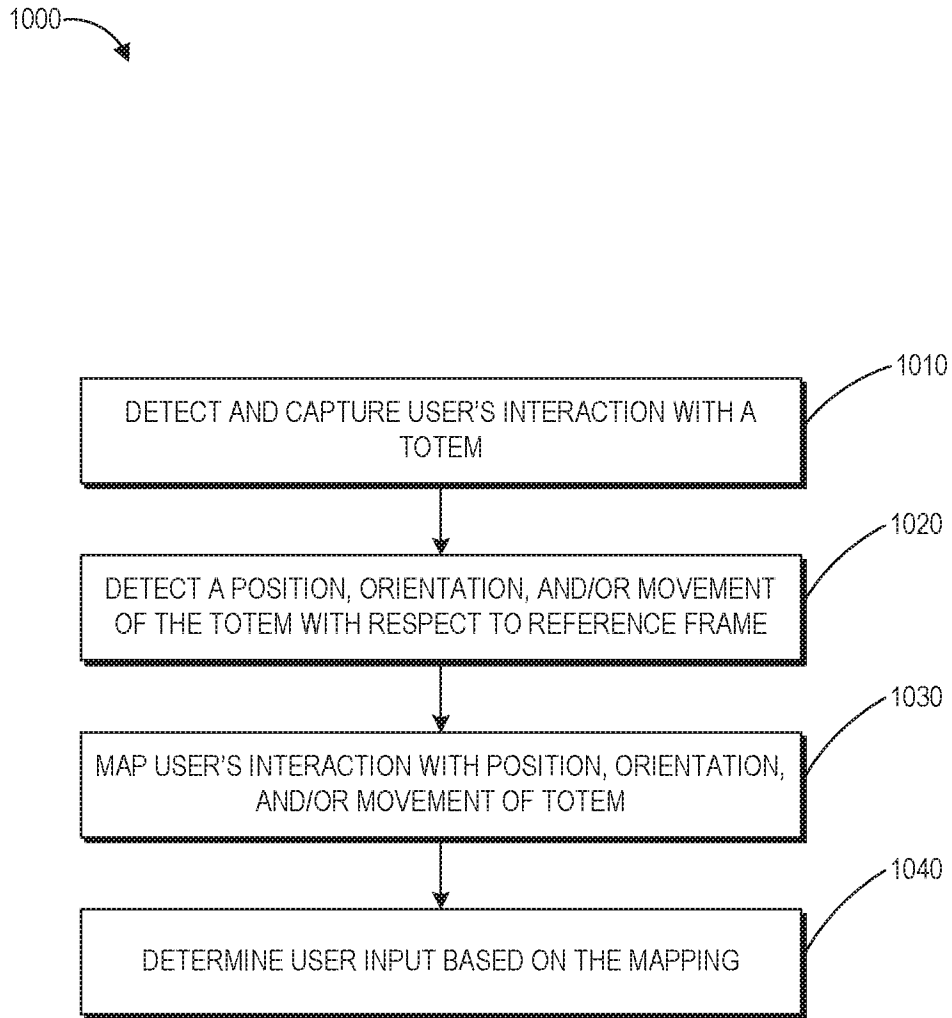 1000
1010
DETECT AND CAPTURE USER'S INTERACTION WITH A
TOTEM
1020
DETECT A POSITION, ORIENTATION, AND/OR MOVEMENT
OF THE TOTEM WITH RESPECT TO REFERENCE FRAME
1030
MAP USER'S INTERACTION WITH POSITION, ORIENTATION,
AND/OR MOVEMENT OF TOTEM
1040
DETERMINE USER INPUT BASED ON THE MAPPING